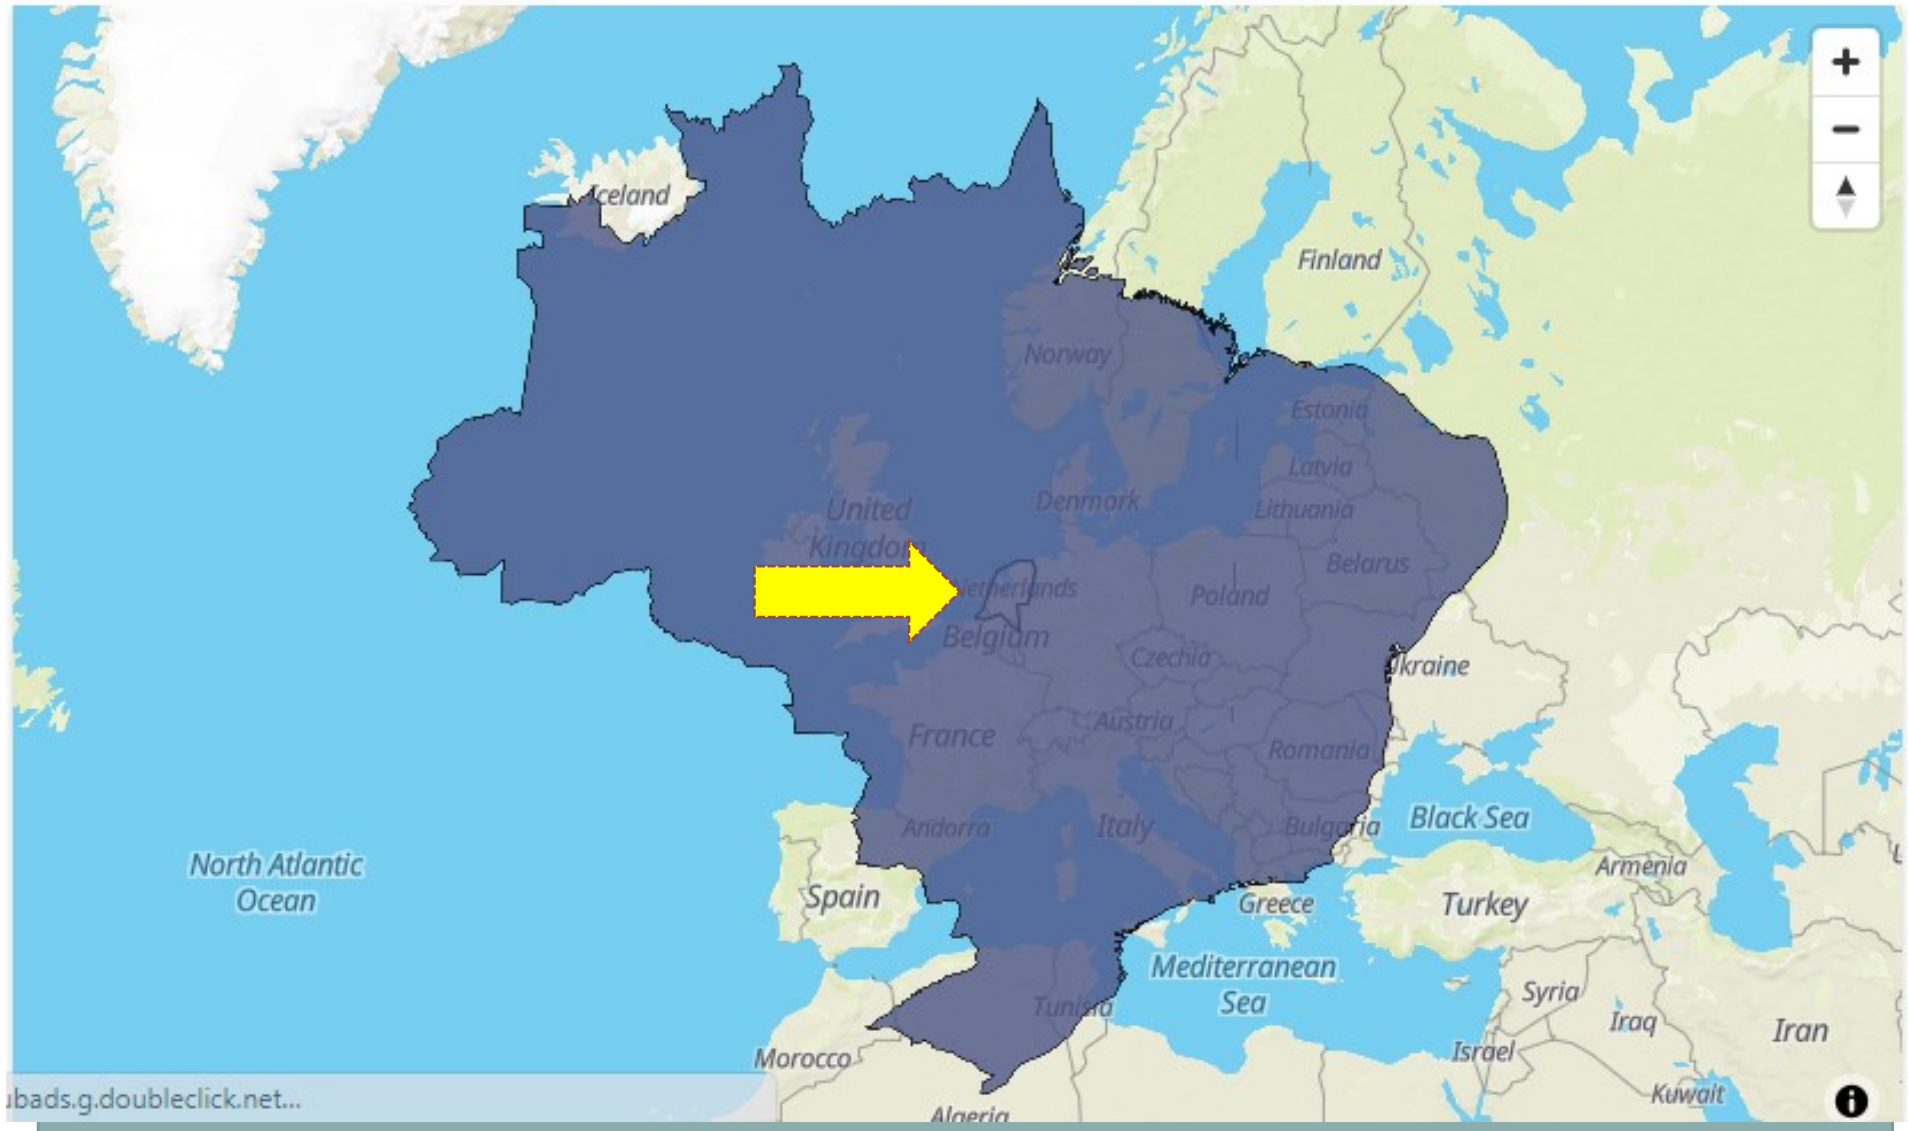 Iceland
Finland
Norway
Estonia
Latvia
Denmark
Lithuania
United
Kingdom
Belarus
Netherlands
Poland
Belgium
Czechia
Ukraine
Austria
France
Romania
Black Sea
Andorra
Italy
Bulgaria
Armenia
North Atlantic
Ocean
Spain
Greece
Turkey
Mediterranean
Sea
Syria
Tunisia
Iraq
Iran
Morocco
Israel
Kuwait
ubads.g.doubleclick.net...
Algeria